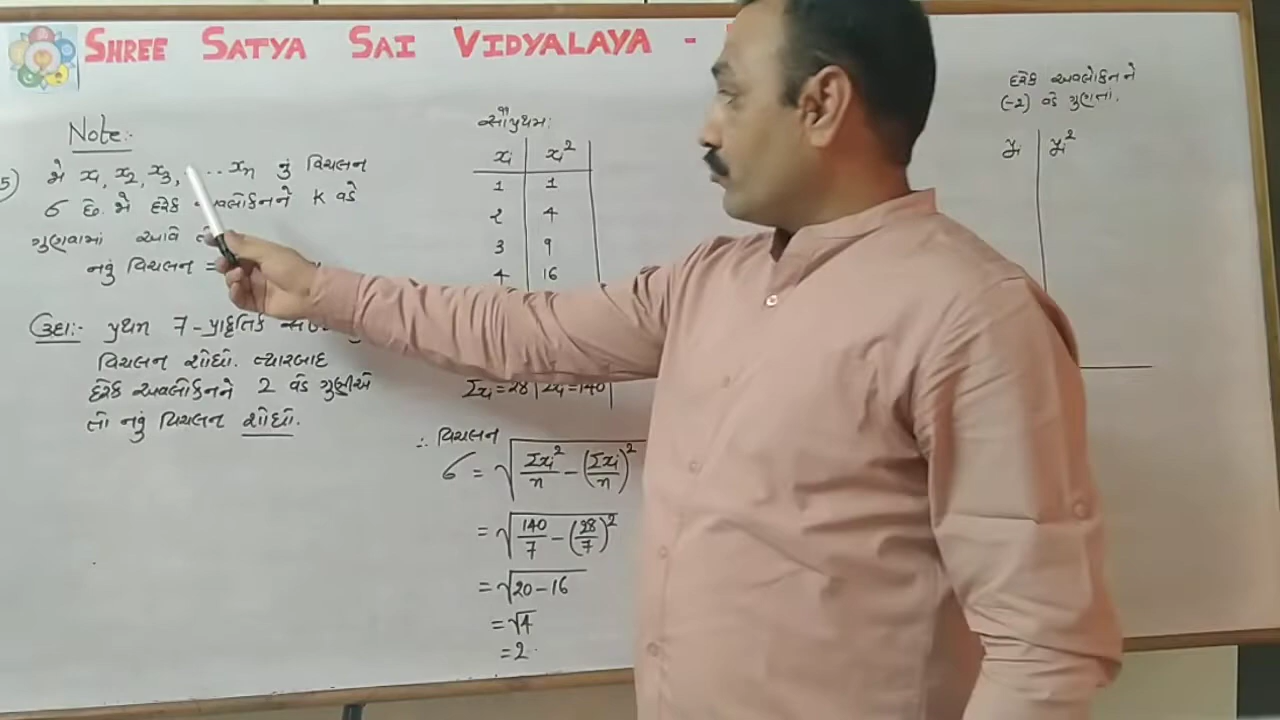 SHREE SATYA SAI VIDYALAYA -
Note:-
5) જો x₁, x₂, x₃, ...xₙ નું વિચલન
σ છે. જો દરેક અવલોકનને K વડે
ગુણવામાં આવે
નવું વિચલન =
ઉદા:- પ્રથમ 7-પ્રાકૃતિક
વિચલન શોધો. ત્યારબાદ
દરેક અવલોકનને 2 વડે ગુણીએ
તો નવું વિચલન શોધો.
સૌપ્રથમ:
xᵢ | xᵢ²
1 | 1
2 | 4
3 | 9
4 | 16
Σxᵢ=28 | Σxᵢ=140
∴ વિચલન
σ = √(Σxᵢ²/n - (Σxᵢ/n)²)
= √(140/7 - (28/7)²)
= √(20-16)
= √4
= 2.
દરેક અવલોકનને
(-2) વડે ગુણતાં.
yᵢ | yᵢ²